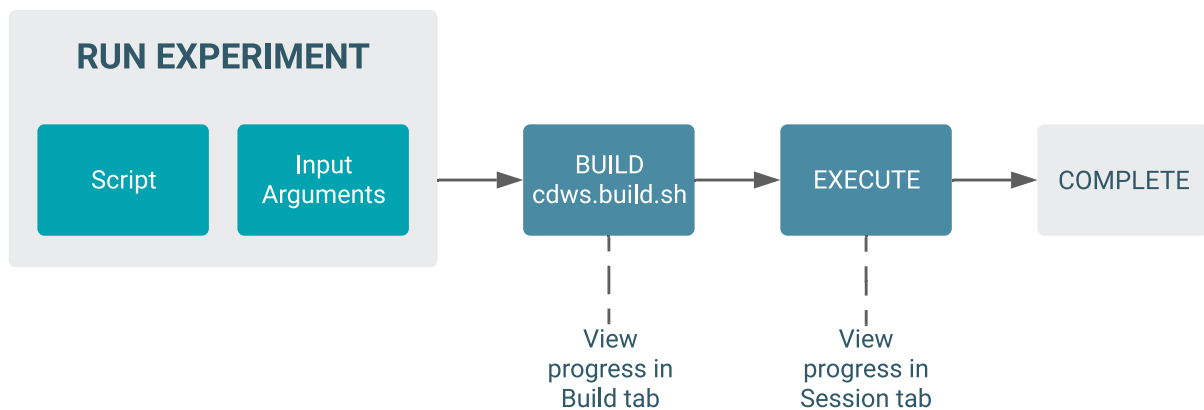 RUN EXPERIMENT
Script
Input
Arguments
BUILD
cdws.build.sh
EXECUTE
COMPLETE
View
progress in
Build tab
View
progress in
Session tab